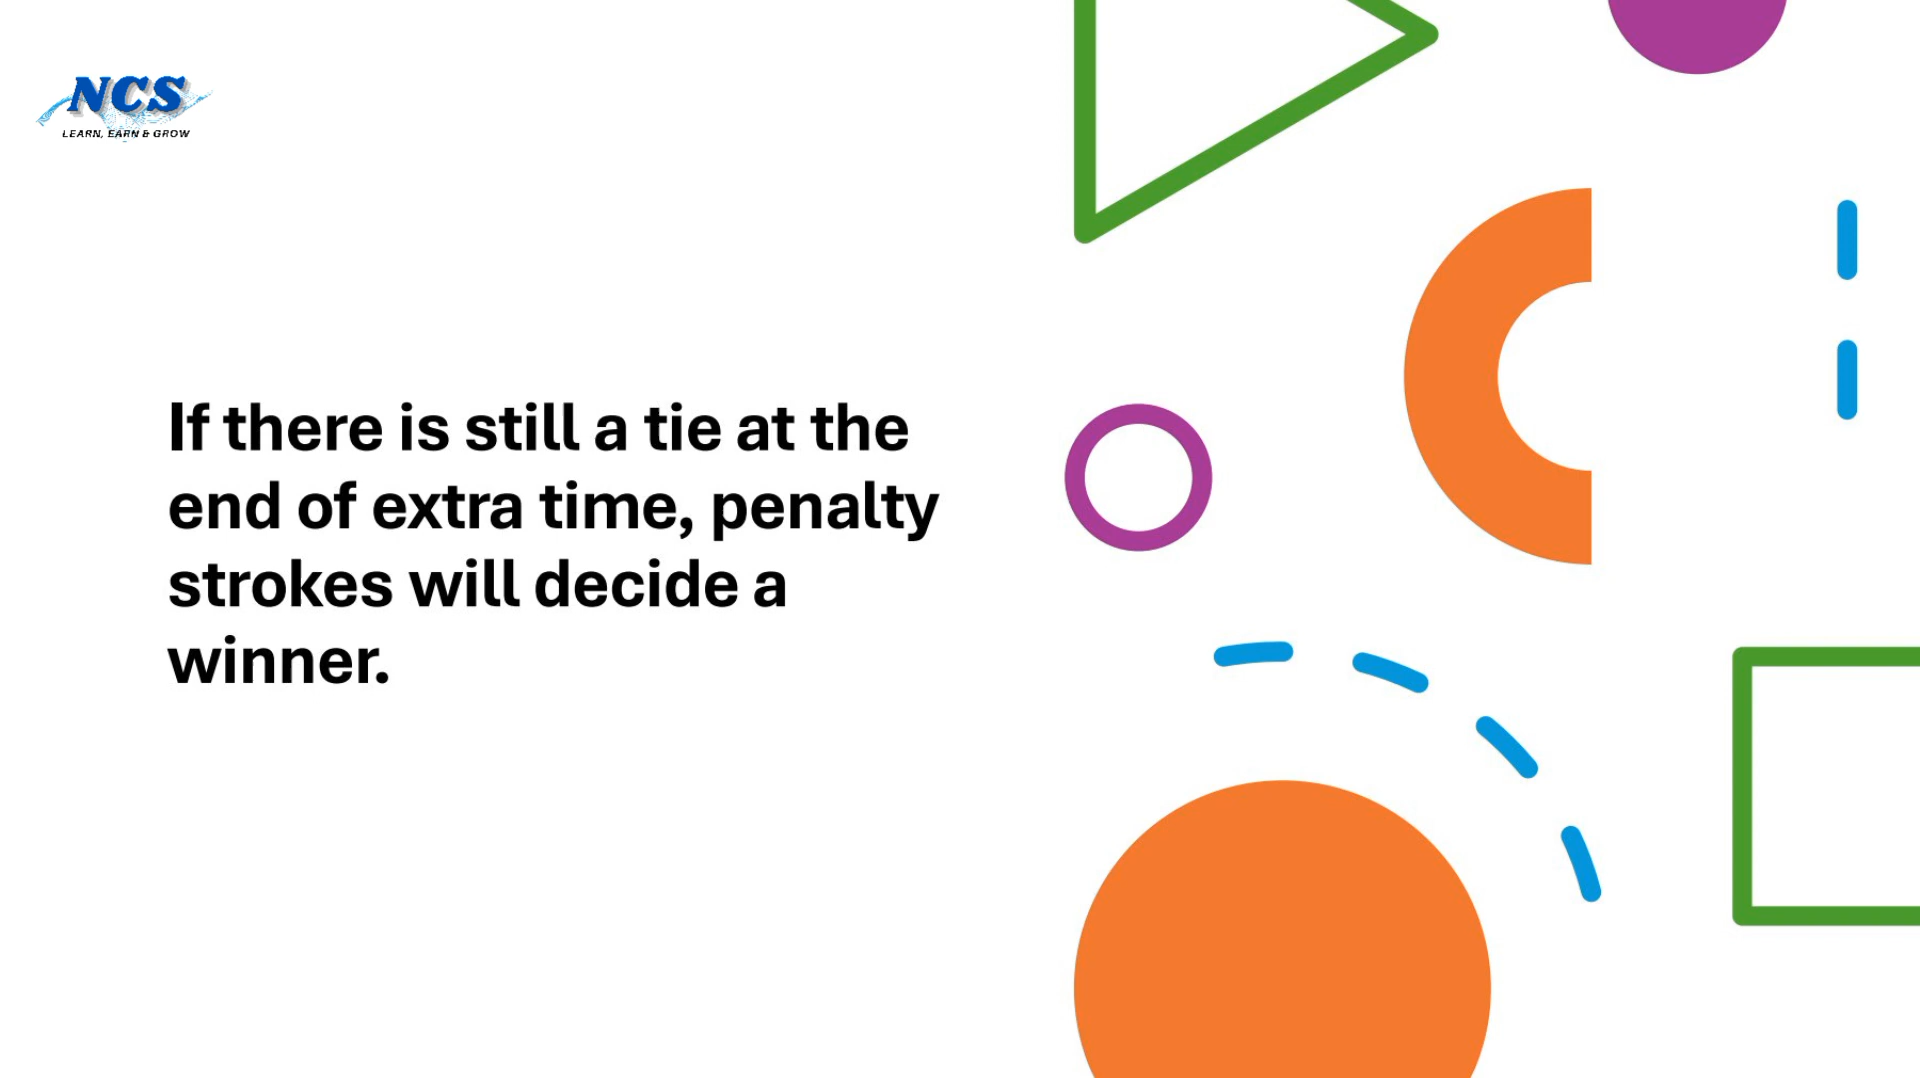 NCS
LEARN, EARN & GROW
If there is still a tie at the
end of extra time, penalty
strokes will decide a
winner.